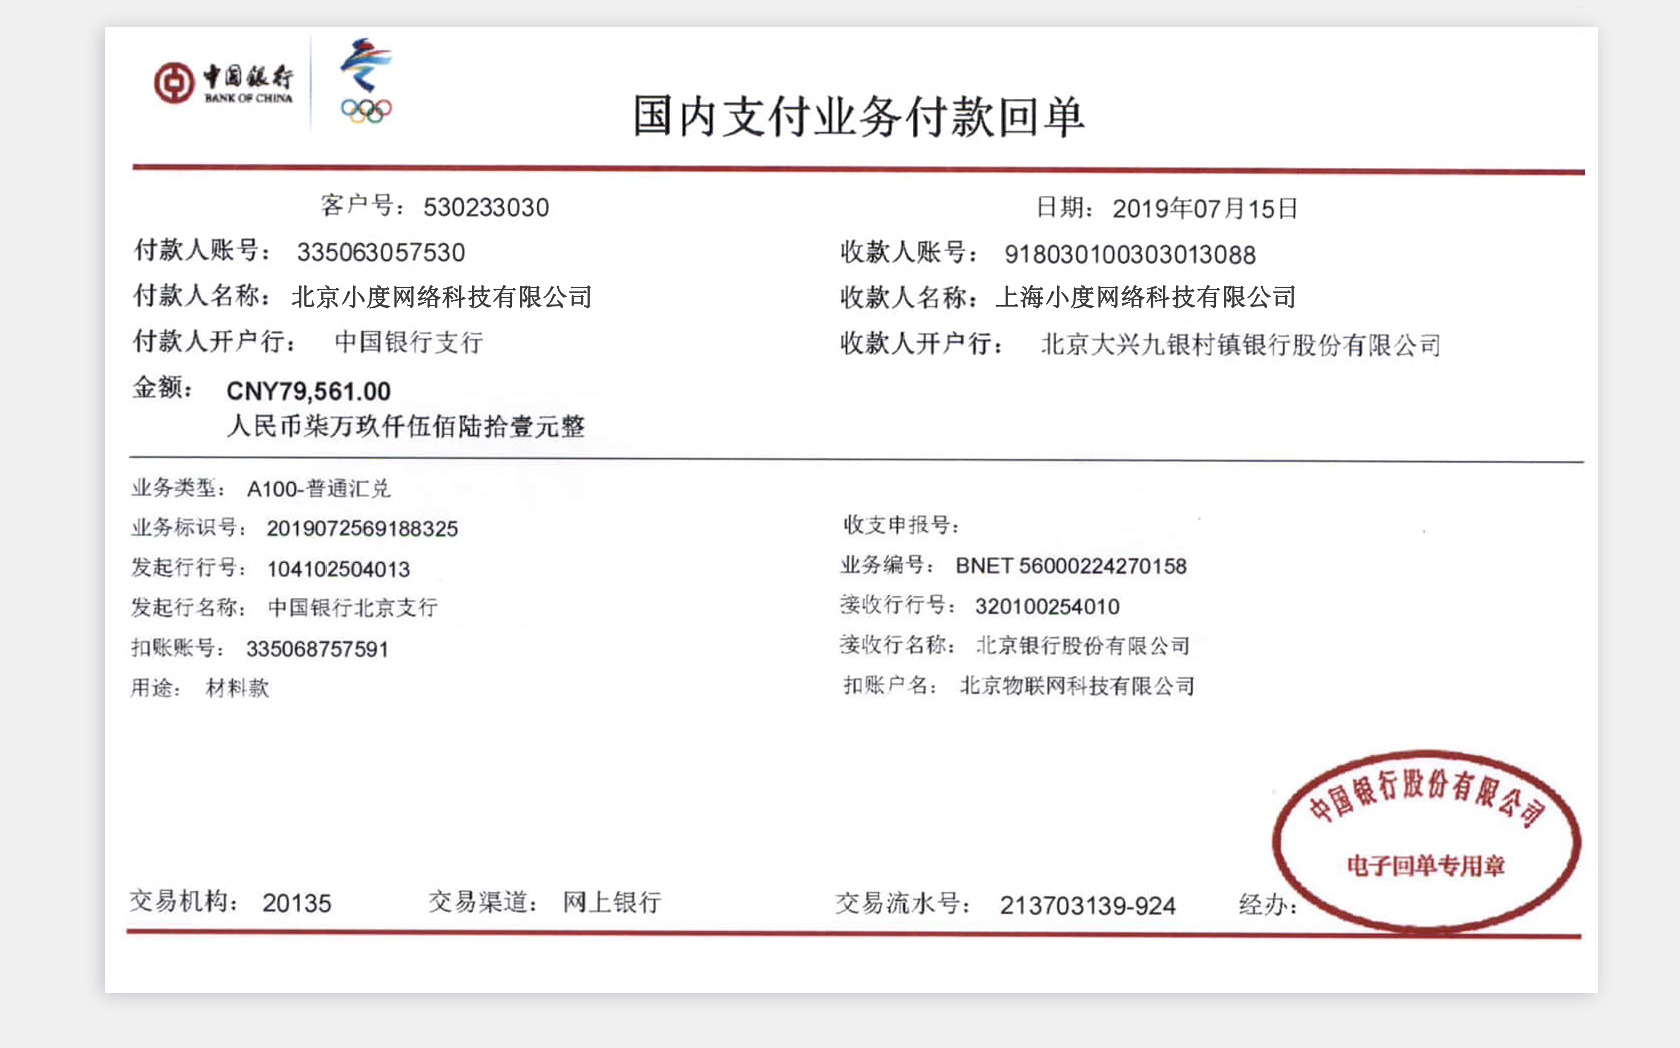 中国银行
BANK OF CHINA
国内支付业务付款回单
客户号： 530233030 日期： 2019年07月15日
付款人账号： 335063057530 收款人账号： 918030100303013088
付款人名称： 北京小度网络科技有限公司 收款人名称： 上海小度网络科技有限公司
付款人开户行： 中国银行支行 收款人开户行： 北京大兴九银村镇银行股份有限公司
金额： CNY79,561.00
人民币柒万玖仟伍佰陆拾壹元整
业务类型： A100-普通汇兑
业务标识号： 2019072569188325 收支申报号：
发起行行号： 104102504013 业务编号： BNET 56000224270158
发起行名称： 中国银行北京支行 接收行行号： 320100254010
扣账账号： 335068757591 接收行名称： 北京银行股份有限公司
用途： 材料款 扣账户名： 北京物联网科技有限公司
中国银行股份有限公司
电子回单专用章
交易机构： 20135 交易渠道： 网上银行 交易流水号： 213703139-924 经办：